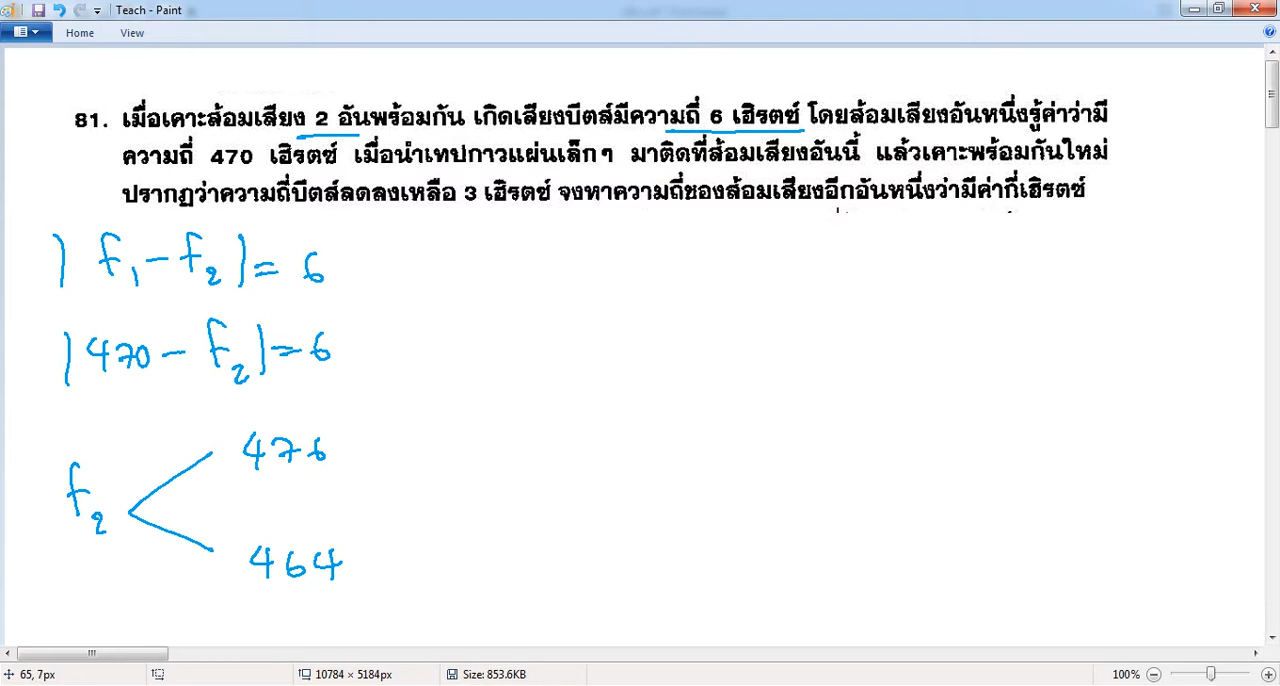 Teach - Paint
Home View
81. เมื่อเคาะส้อมเสียง 2 อันพร้อมกัน เกิดเสียงบีตส์มีความถี่ 6 เฮิรตซ์ โดยส้อมเสียงอันหนึ่งรู้ค่าว่ามี
ความถี่ 470 เฮิรตซ์ เมื่อนำเทปกาวแผ่นเล็กๆ มาติดที่ส้อมเสียงอันนี้ แล้วเคาะพร้อมกันใหม่
ปรากฏว่าความถี่บีตส์ลดลงเหลือ 3 เฮิรตซ์ จงหาความถี่ของส้อมเสียงอีกอันหนึ่งว่ามีค่ากี่เฮิรตซ์
|f₁ - f₂| = 6
|470 - f₂| = 6
476
f₂
464
65, 7px 10784 × 5184px Size: 853.6KB 100%